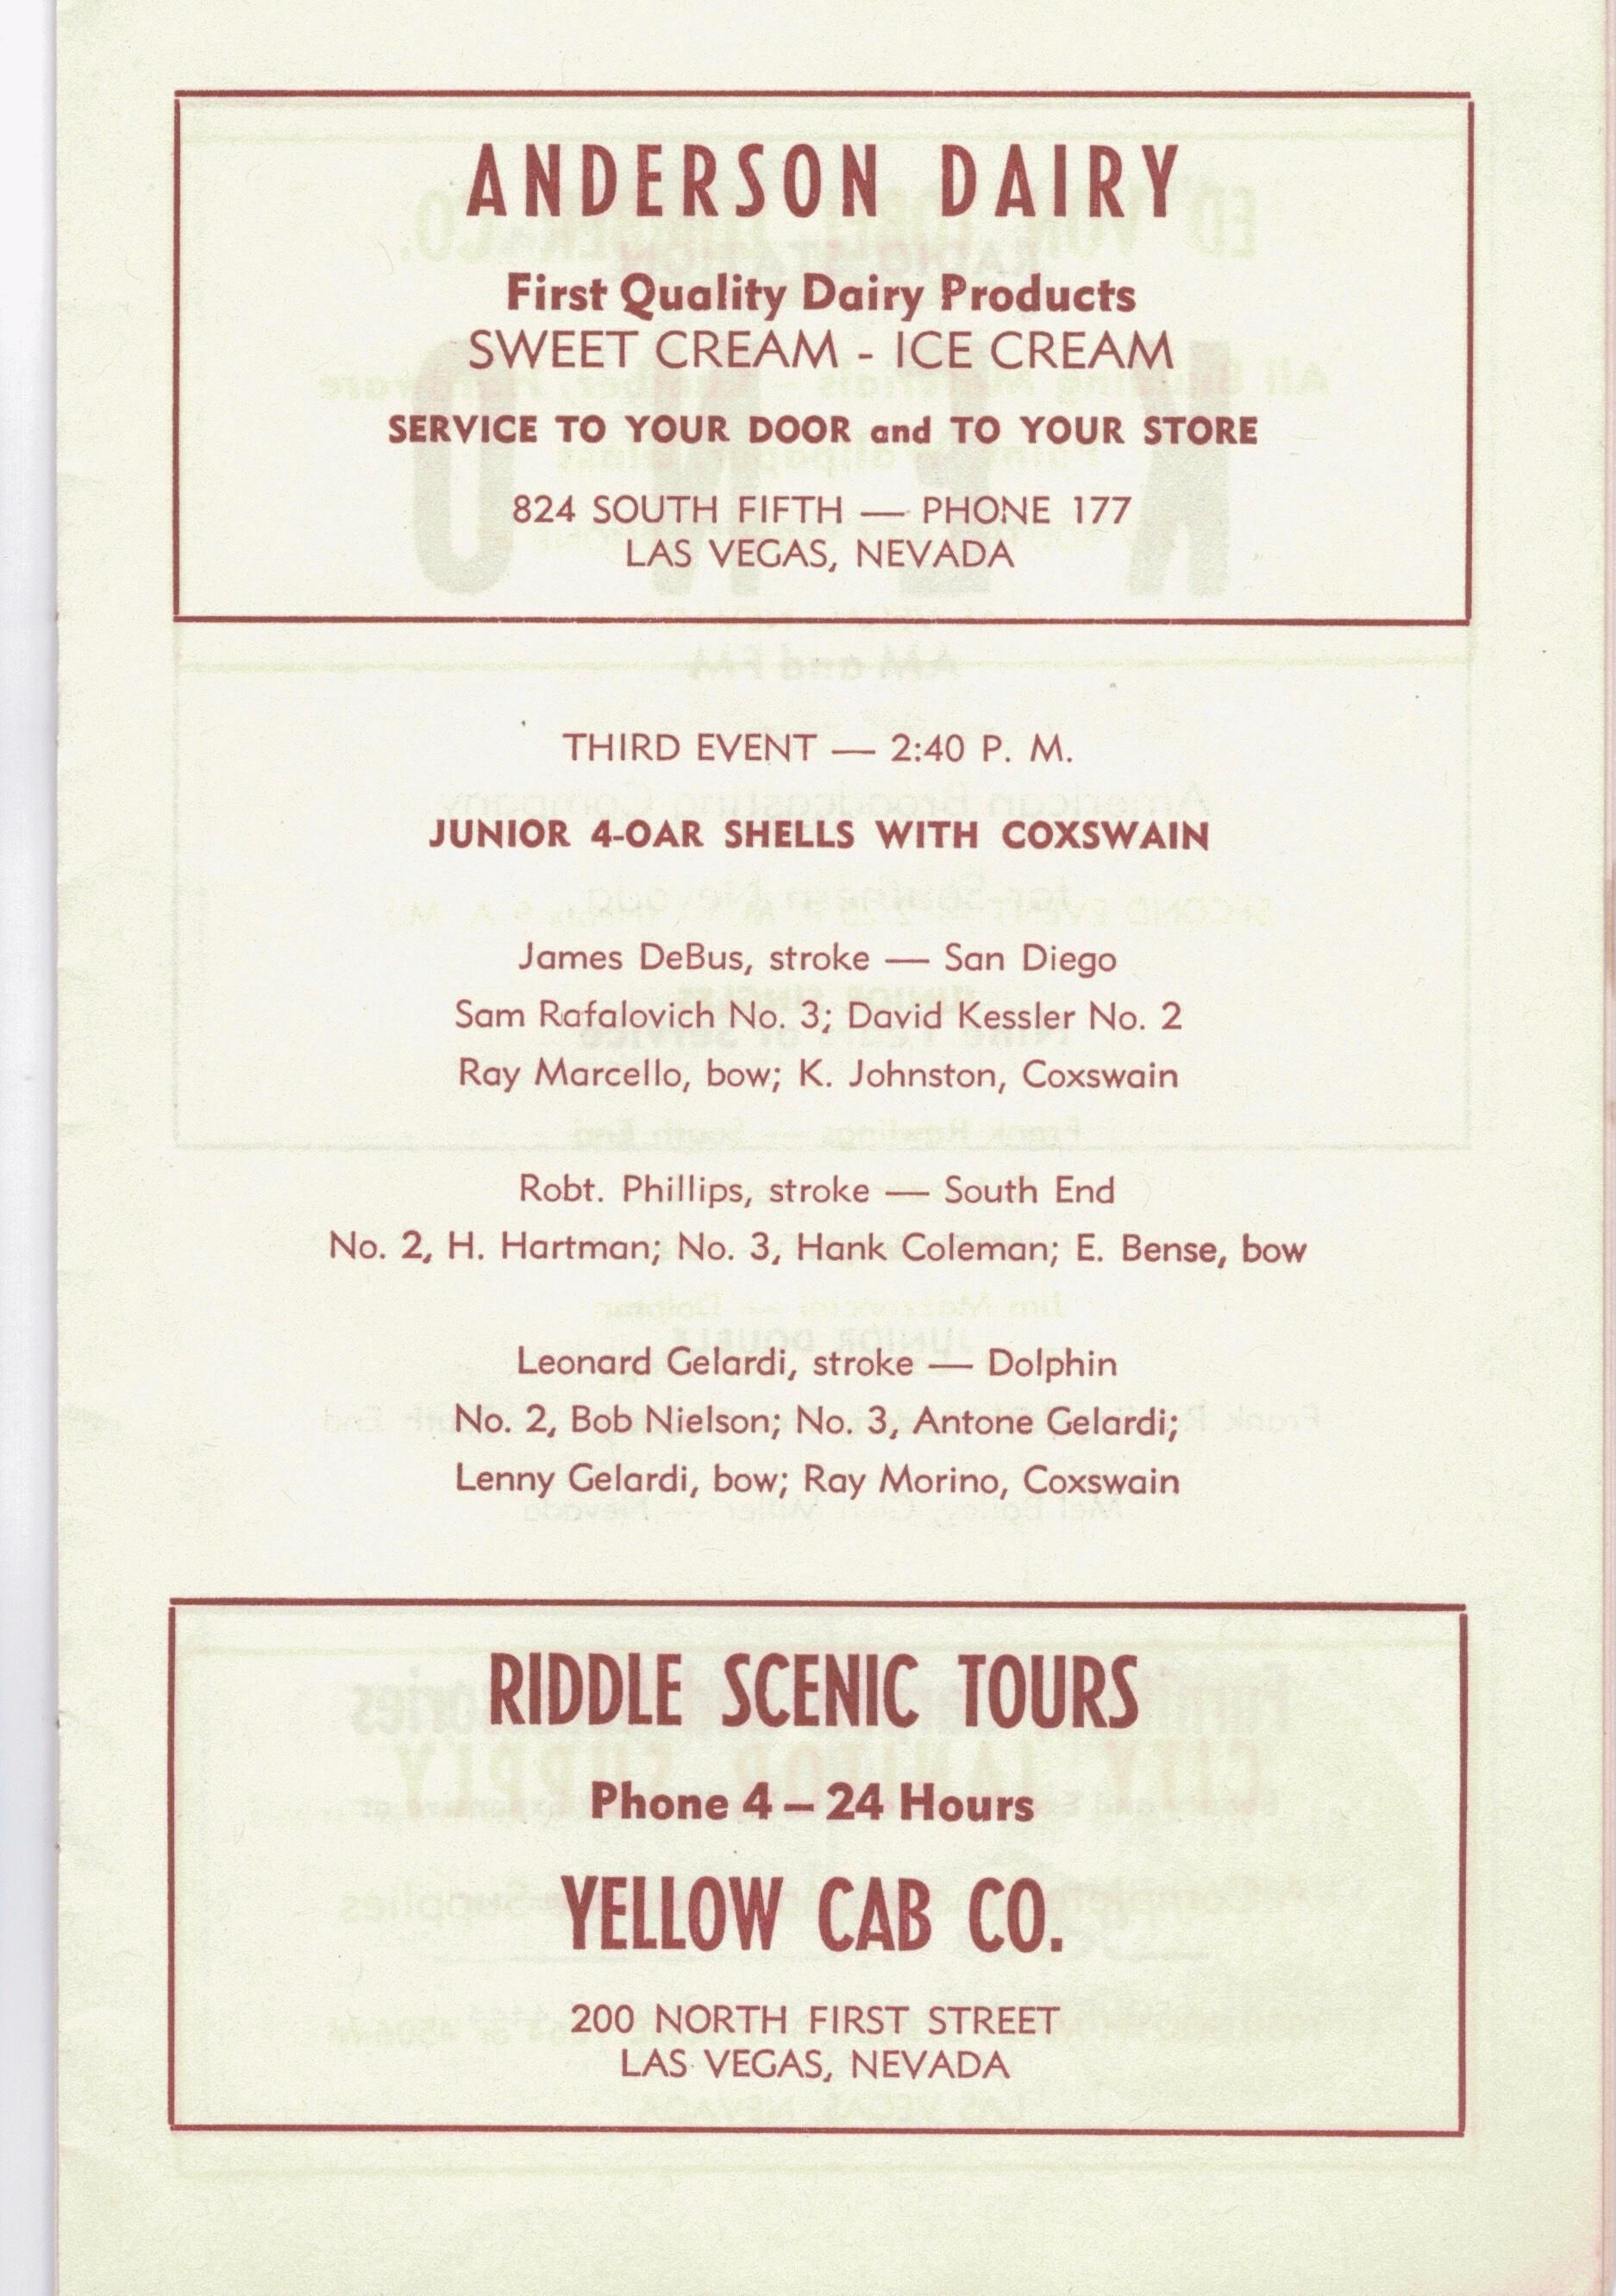 ANDERSON DAIRY
First Quality Dairy Products
SWEET CREAM - ICE CREAM
SERVICE TO YOUR DOOR and TO YOUR STORE
824 SOUTH FIFTH — PHONE 177
LAS VEGAS, NEVADA
THIRD EVENT — 2:40 P. M.
JUNIOR 4-OAR SHELLS WITH COXSWAIN
James DeBus, stroke — San Diego
Sam Rafalovich No. 3; David Kessler No. 2
Ray Marcello, bow; K. Johnston, Coxswain
Robt. Phillips, stroke — South End
No. 2, H. Hartman; No. 3, Hank Coleman; E. Bense, bow
Leonard Gelardi, stroke — Dolphin
No. 2, Bob Nielson; No. 3, Antone Gelardi;
Lenny Gelardi, bow; Ray Morino, Coxswain
RIDDLE SCENIC TOURS
Phone 4 – 24 Hours
YELLOW CAB CO.
200 NORTH FIRST STREET
LAS VEGAS, NEVADA